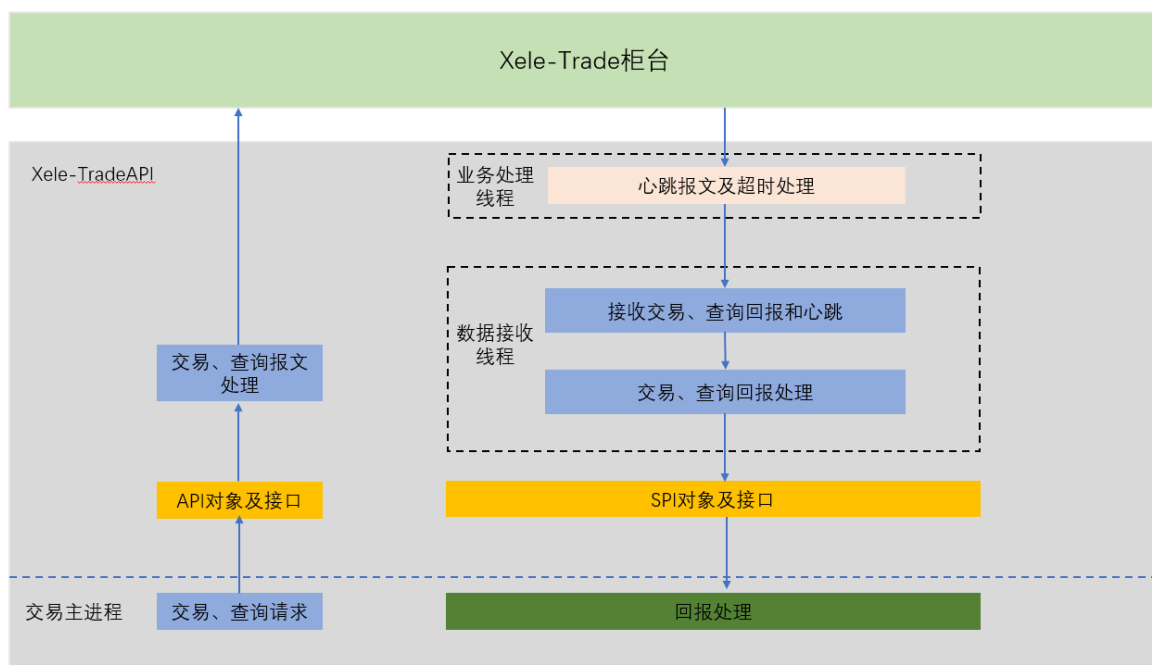 Xele-Trade柜台
Xele-TradeAPI
业务处理
线程
心跳报文及超时处理
数据接收
线程
接收交易、查询回报和心跳
交易、查询回报处理
交易、查询报文
处理
API对象及接口
SPI对象及接口
交易主进程
交易、查询请求
回报处理